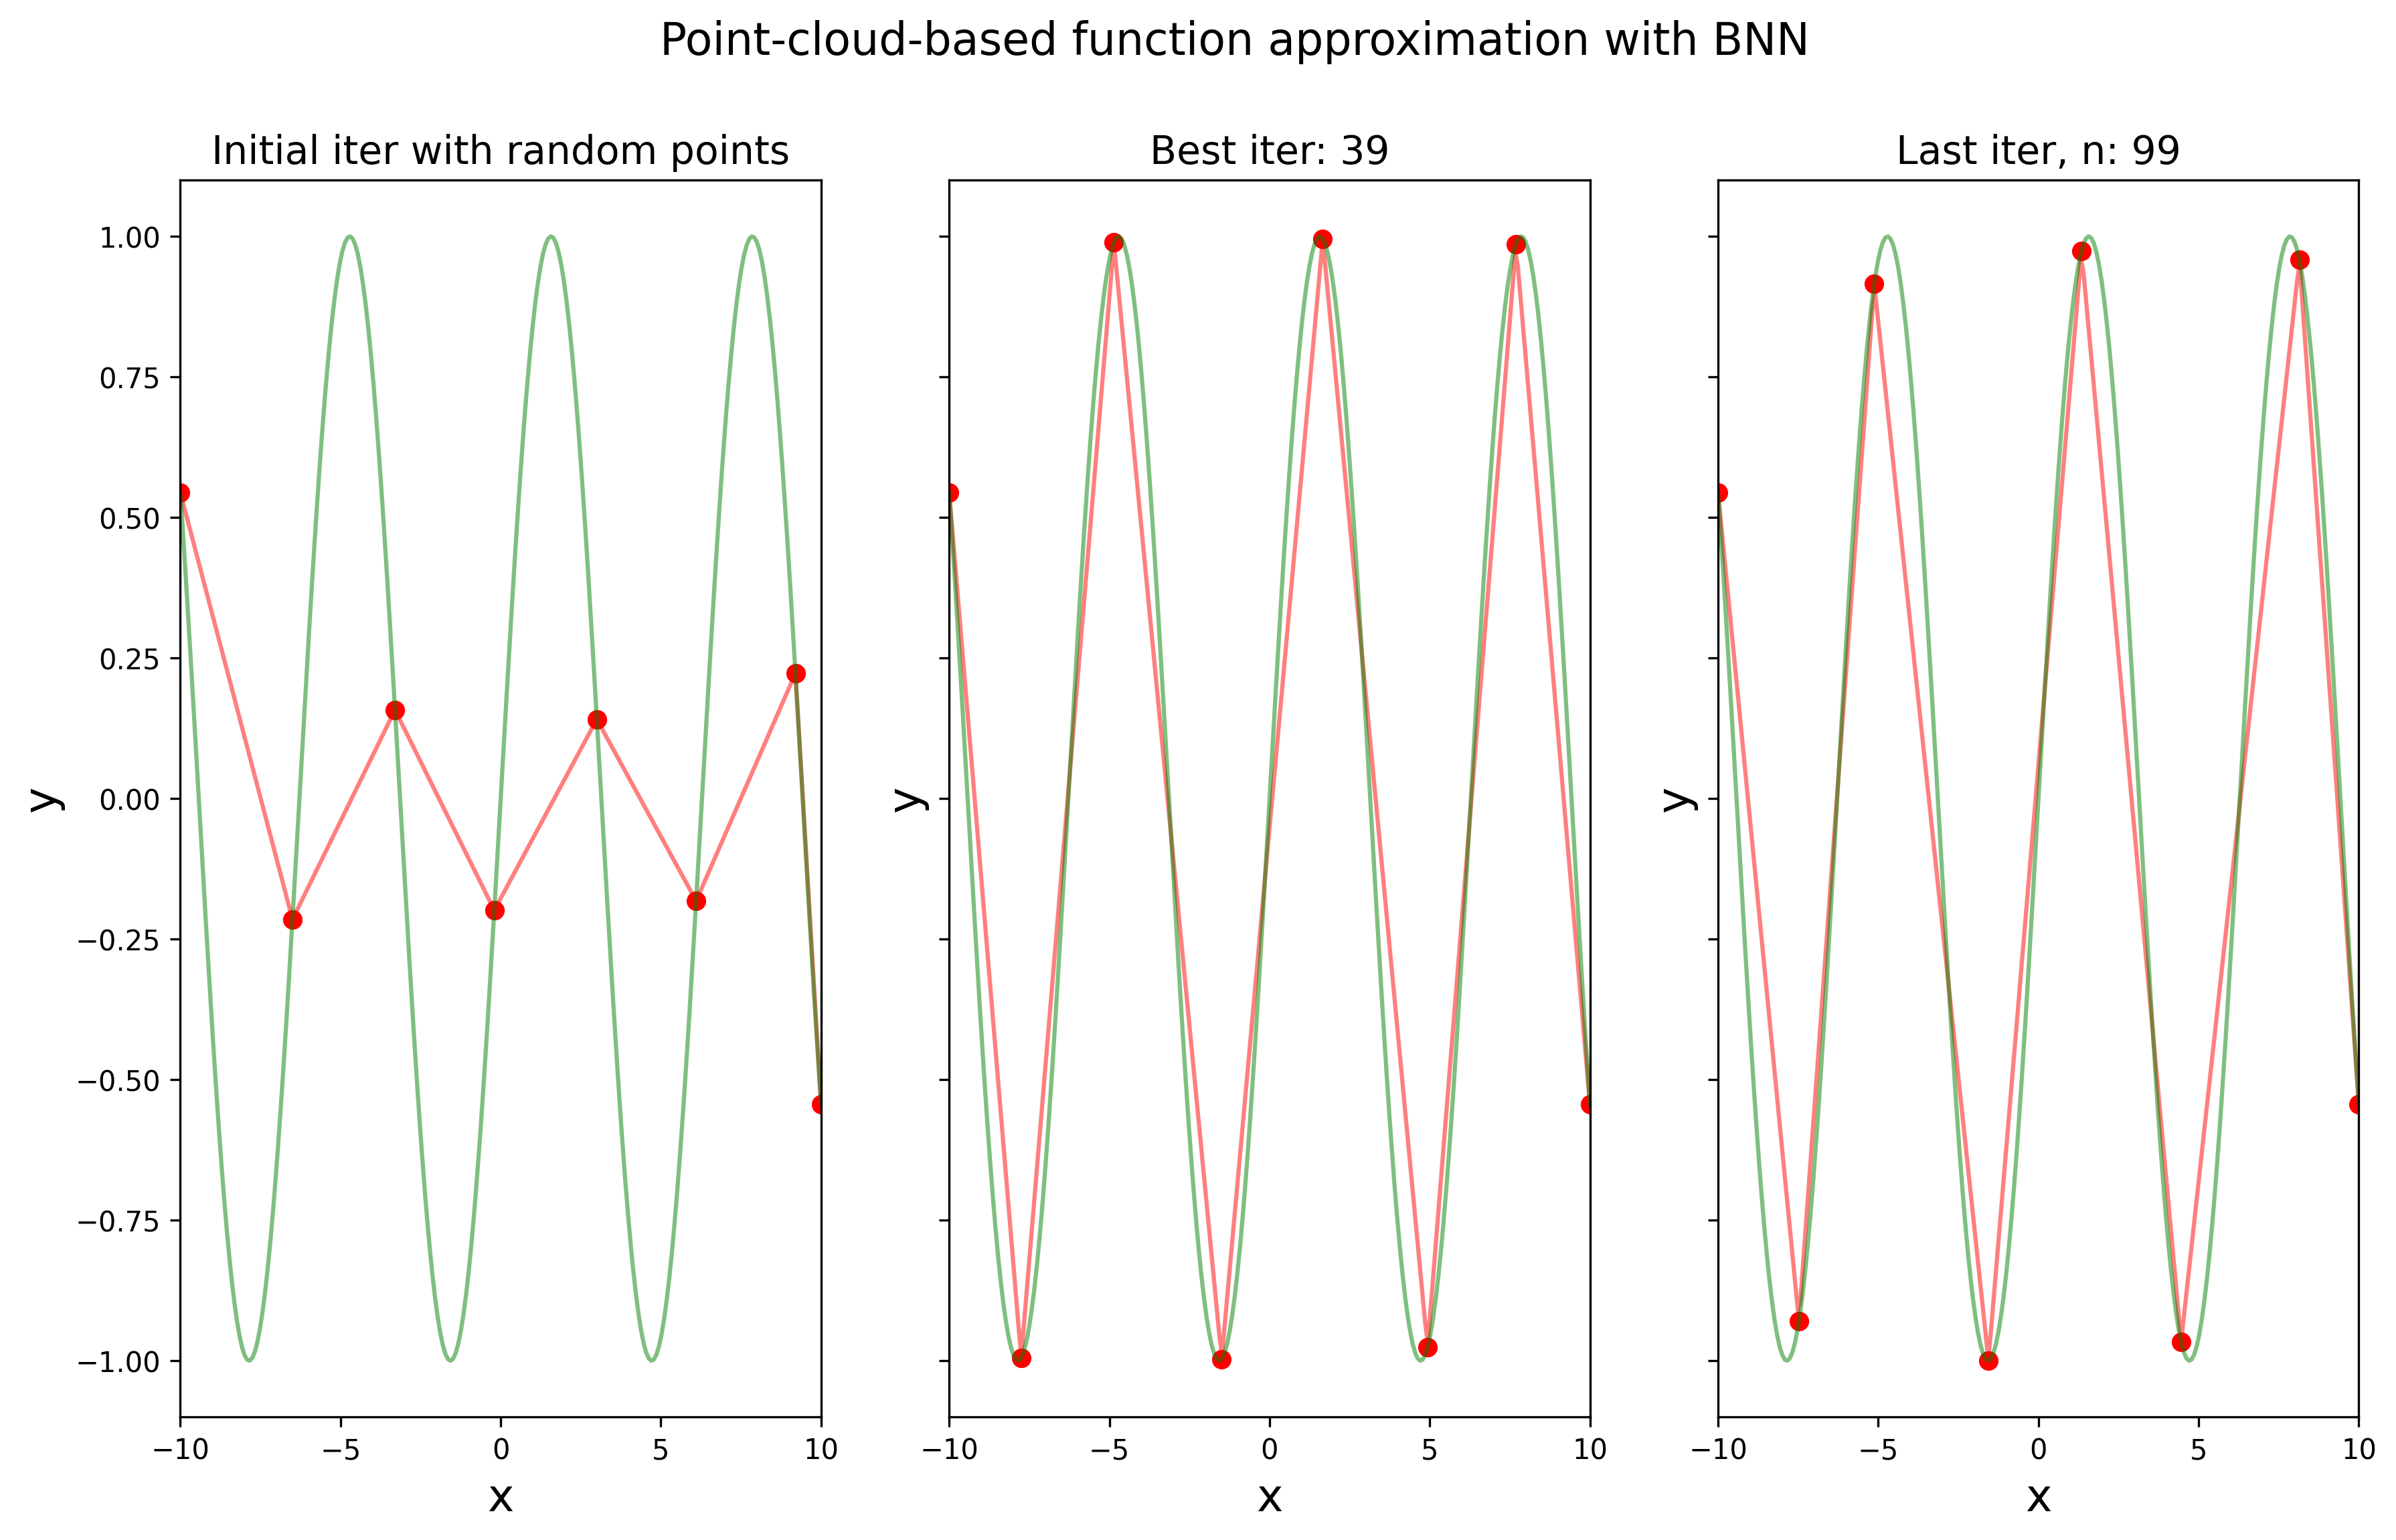 Point-cloud-based function approximation with BNN
Initial iter with random points
Best iter: 39
Last iter, n: 99
1.00
0.75
0.50
0.25
0.00
−0.25
−0.50
−0.75
−1.00
y
y
y
−10 −5 0 5 10
−10 −5 0 5 10
−10 −5 0 5 10
x
x
x